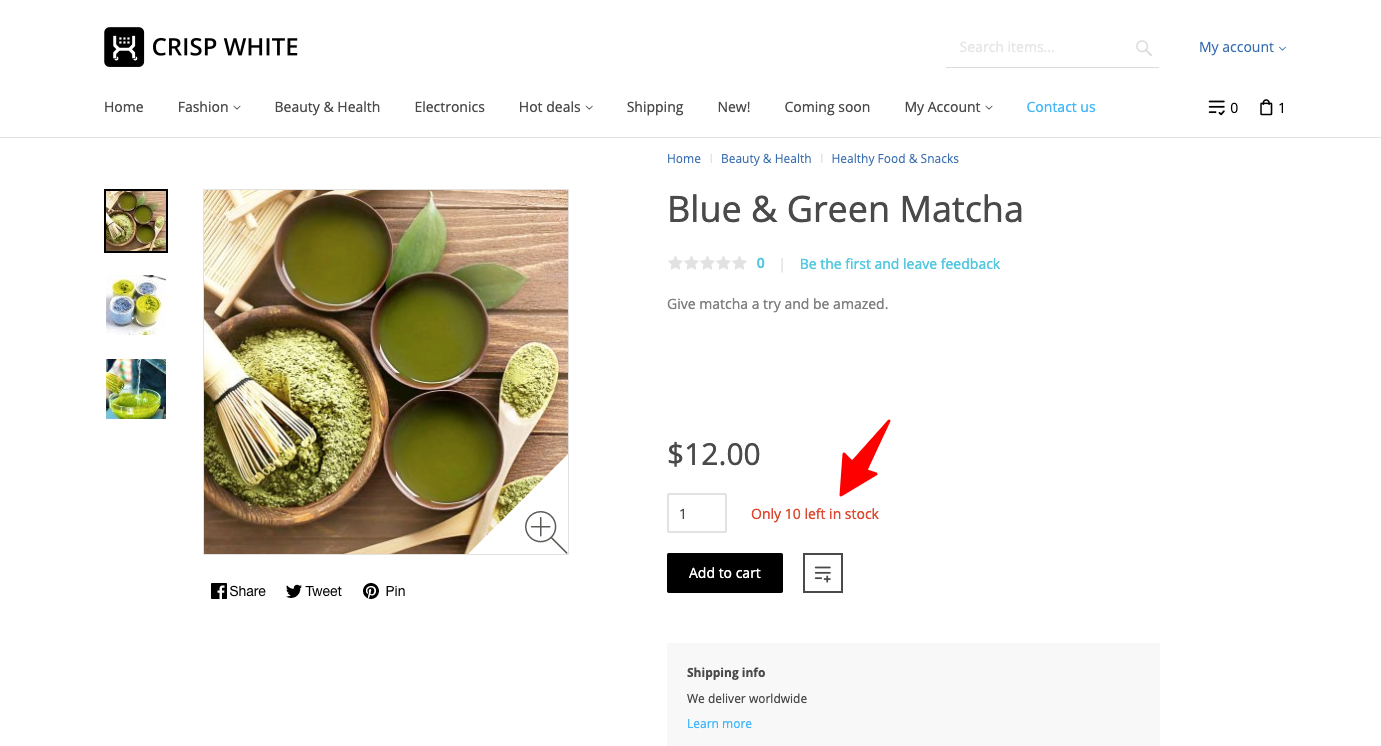 CRISP WHITE
Search items...
My account
Home Fashion Beauty & Health Electronics Hot deals Shipping New! Coming soon My Account Contact us 0 1
Home Beauty & Health Healthy Food & Snacks
Blue & Green Matcha
0 Be the first and leave feedback
Give matcha a try and be amazed.
$12.00
1 Only 10 left in stock
Add to cart
Share Tweet Pin
Shipping info
We deliver worldwide
Learn more